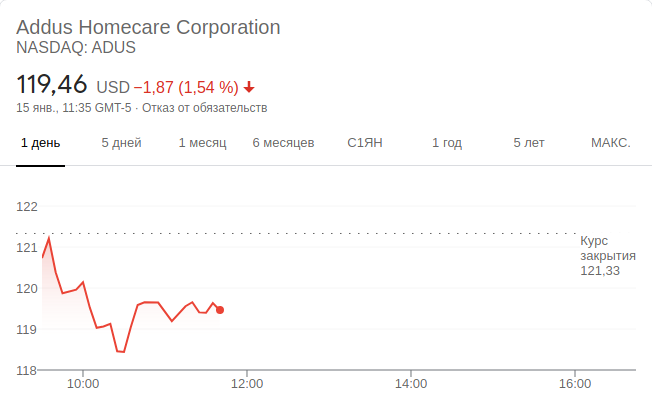 Addus Homecare Corporation
NASDAQ: ADUS
119,46 USD −1,87 (1,54 %)
15 янв., 11:35 GMT-5 · Отказ от обязательств
1 день 5 дней 1 месяц 6 месяцев С1ЯН 1 год 5 лет МАКС.
122
121
120
119
118
Курс
закрытия
121,33
10:00 12:00 14:00 16:00